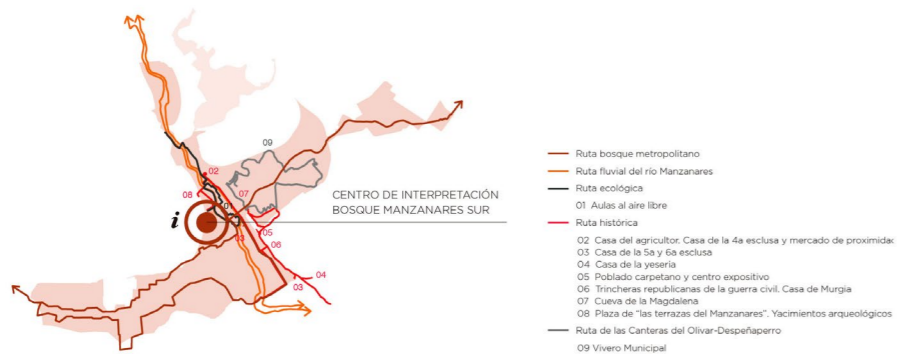 09
02
08
07
01
CENTRO DE INTERPRETACIÓN
BOSQUE MANZANARES SUR
i
03
05
06
04
03
Ruta bosque metropolitano
Ruta fluvial del río Manzanares
Ruta ecológica
01 Aulas al aire libre
Ruta histórica
02 Casa del agricultor. Casa de la 4a esclusa y mercado de proximidad
03 Casa de la 5a y 6a esclusa
04 Casa de la yesería
05 Poblado carpetano y centro expositivo
06 Trincheras republicanas de la guerra civil. Casa de Murgia
07 Cueva de la Magdalena
08 Plaza de "las terrazas del Manzanares". Yacimientos arqueológicos
Ruta de las Canteras del Olivar-Despeñaperro
09 Vivero Municipal